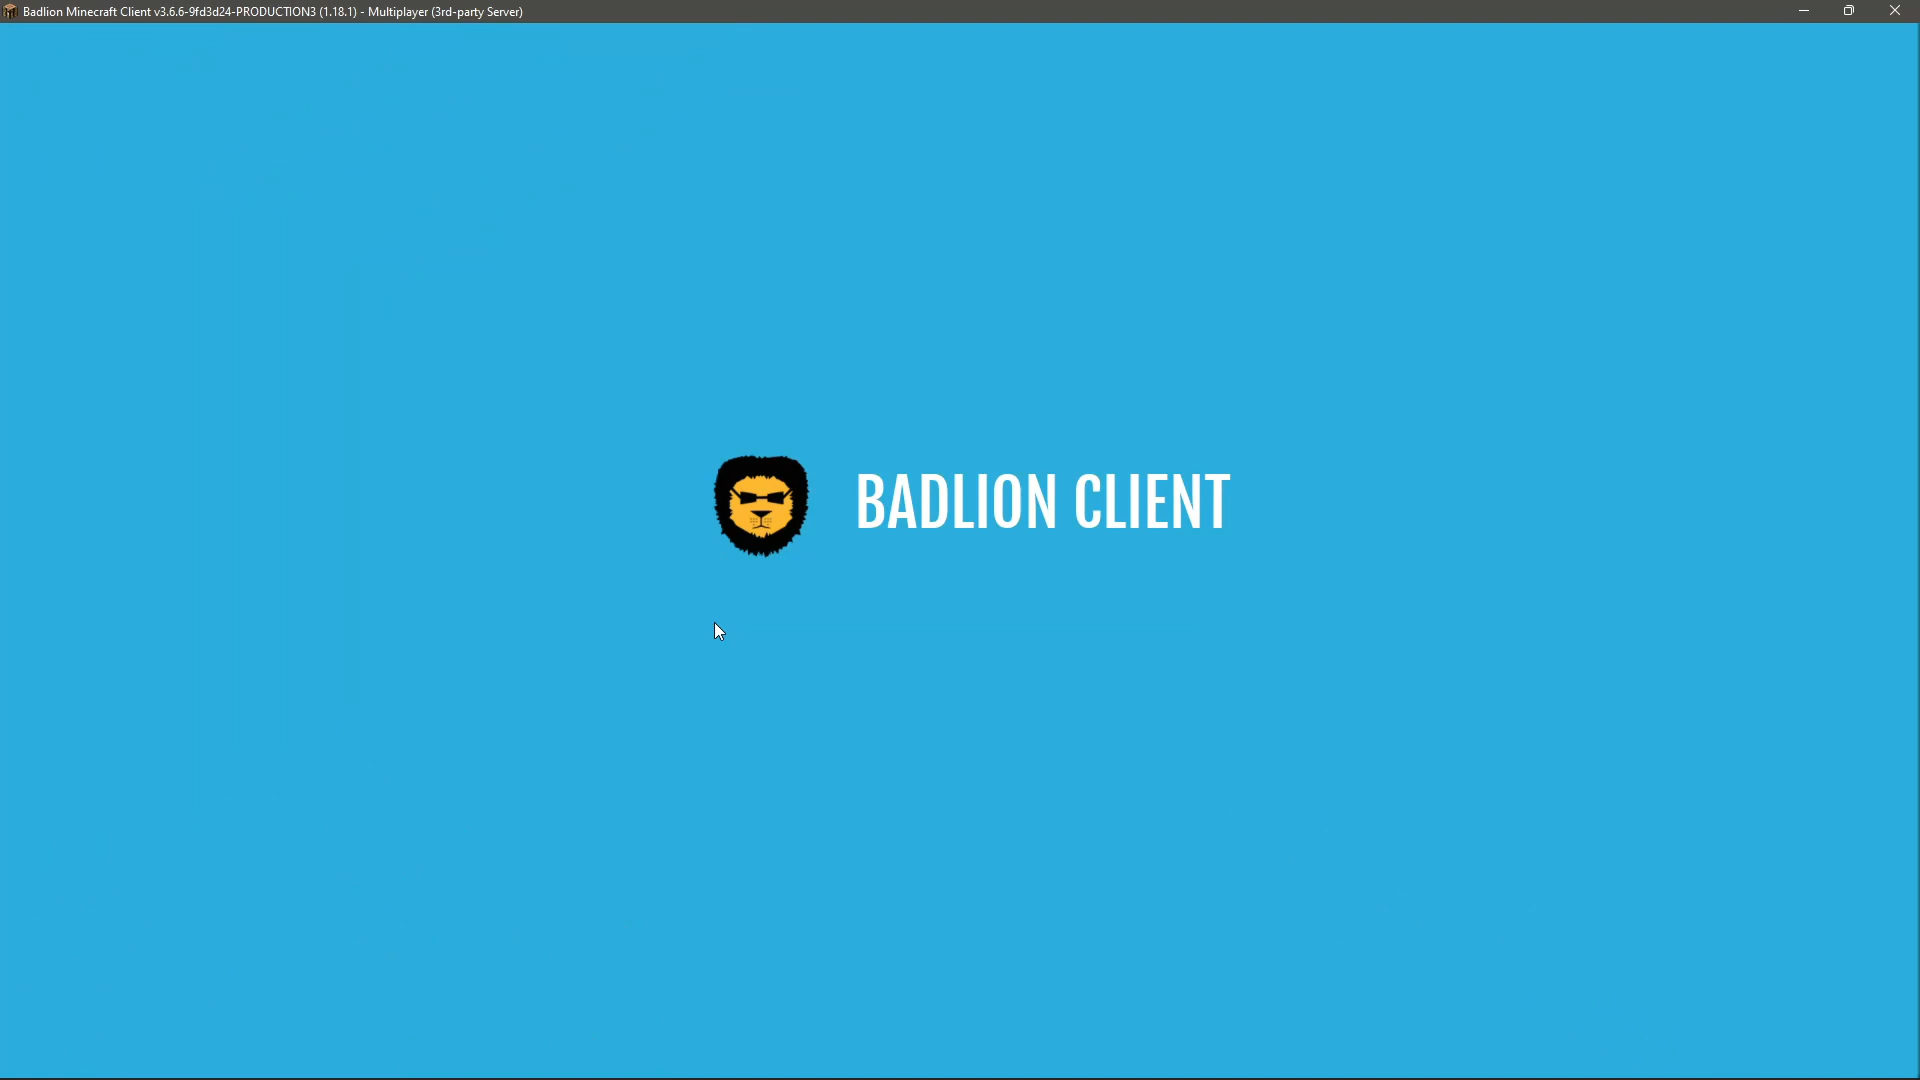 Badlion Minecraft Client v3.6.6-9fd3d24-PRODUCTION3 (1.18.1) - Multiplayer (3rd-party Server)
BADLION CLIENT